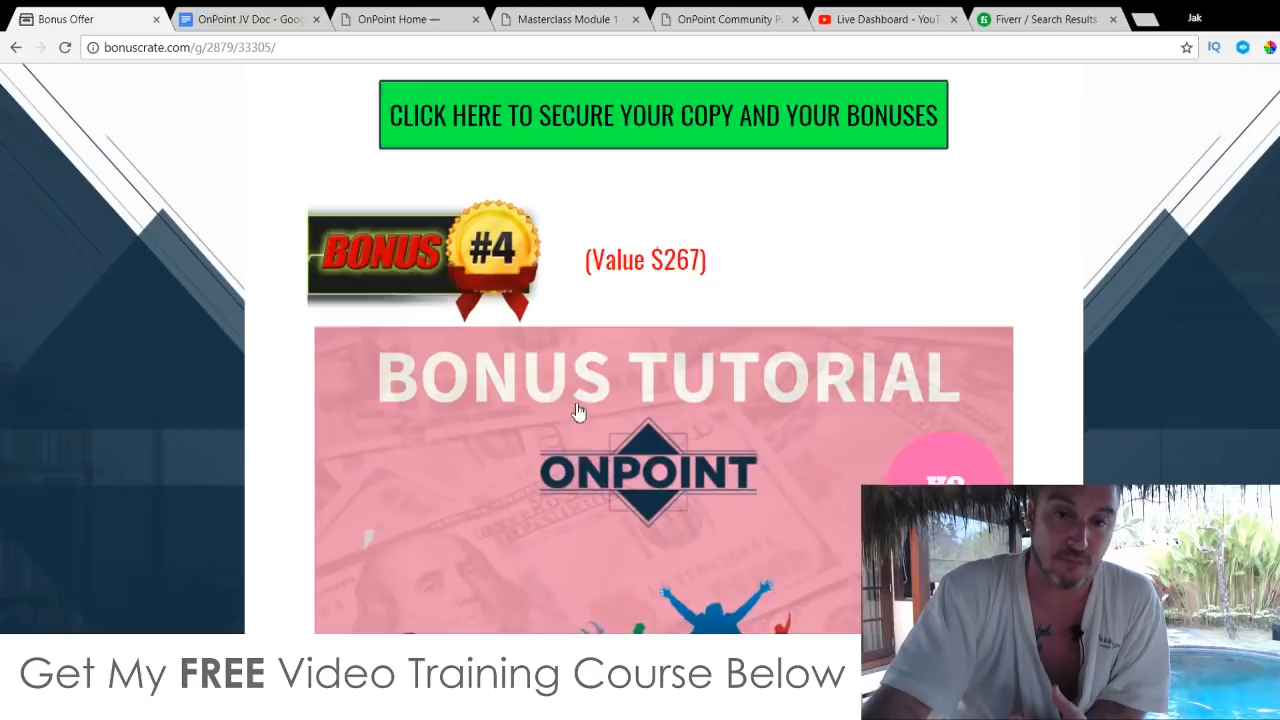 Bonus Offer
OnPoint JV Doc - Goog
OnPoint Home —
Masterclass Module 1 -
OnPoint Community P
Live Dashboard - YouT
Fiverr / Search Results
Jak
bonuscrate.com/g/2879/33305/
IQ
CLICK HERE TO SECURE YOUR COPY AND YOUR BONUSES
BONUS #4
(Value $267)
BONUS TUTORIAL
ONPOINT
Get My FREE Video Training Course Below